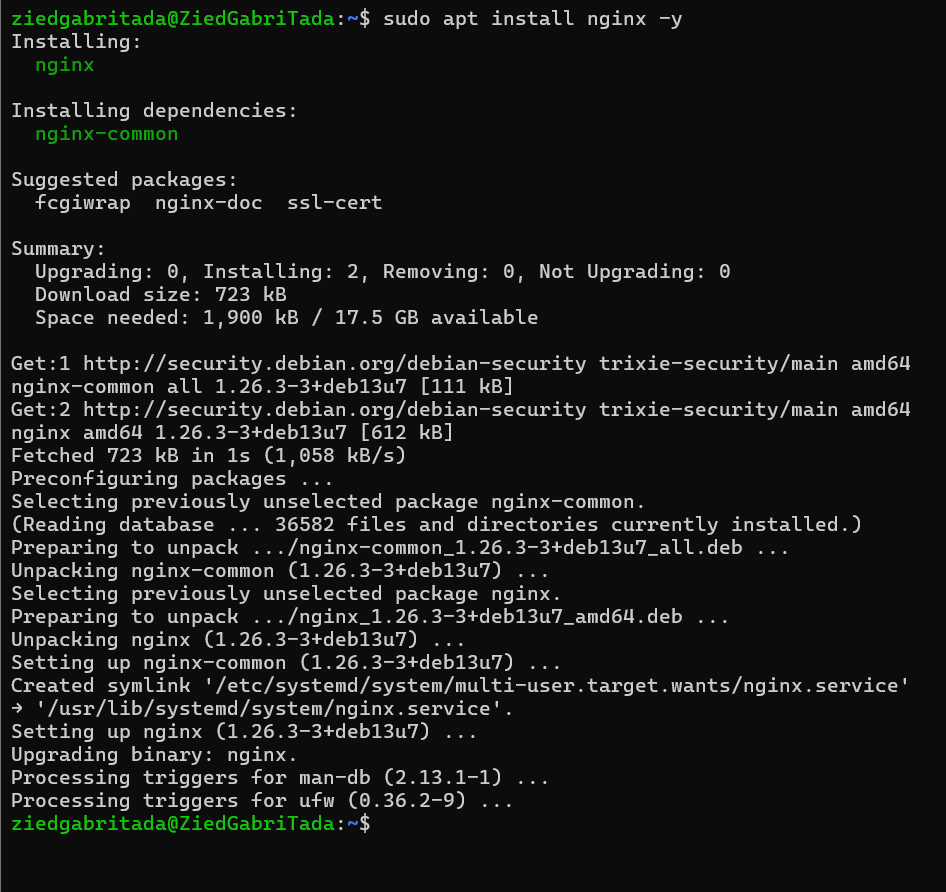 ziedgabritada@ZiedGabriTada:~$ sudo apt install nginx -y
Installing:
  nginx

Installing dependencies:
  nginx-common

Suggested packages:
  fcgiwrap  nginx-doc  ssl-cert

Summary:
  Upgrading: 0, Installing: 2, Removing: 0, Not Upgrading: 0
  Download size: 723 kB
  Space needed: 1,900 kB / 17.5 GB available

Get:1 http://security.debian.org/debian-security trixie-security/main amd64
nginx-common all 1.26.3-3+deb13u7 [111 kB]
Get:2 http://security.debian.org/debian-security trixie-security/main amd64
nginx amd64 1.26.3-3+deb13u7 [612 kB]
Fetched 723 kB in 1s (1,058 kB/s)
Preconfiguring packages ...
Selecting previously unselected package nginx-common.
(Reading database ... 36582 files and directories currently installed.)
Preparing to unpack .../nginx-common_1.26.3-3+deb13u7_all.deb ...
Unpacking nginx-common (1.26.3-3+deb13u7) ...
Selecting previously unselected package nginx.
Preparing to unpack .../nginx_1.26.3-3+deb13u7_amd64.deb ...
Unpacking nginx (1.26.3-3+deb13u7) ...
Setting up nginx-common (1.26.3-3+deb13u7) ...
Created symlink '/etc/systemd/system/multi-user.target.wants/nginx.service'
→ '/usr/lib/systemd/system/nginx.service'.
Setting up nginx (1.26.3-3+deb13u7) ...
Upgrading binary: nginx.
Processing triggers for man-db (2.13.1-1) ...
Processing triggers for ufw (0.36.2-9) ...
ziedgabritada@ZiedGabriTada:~$